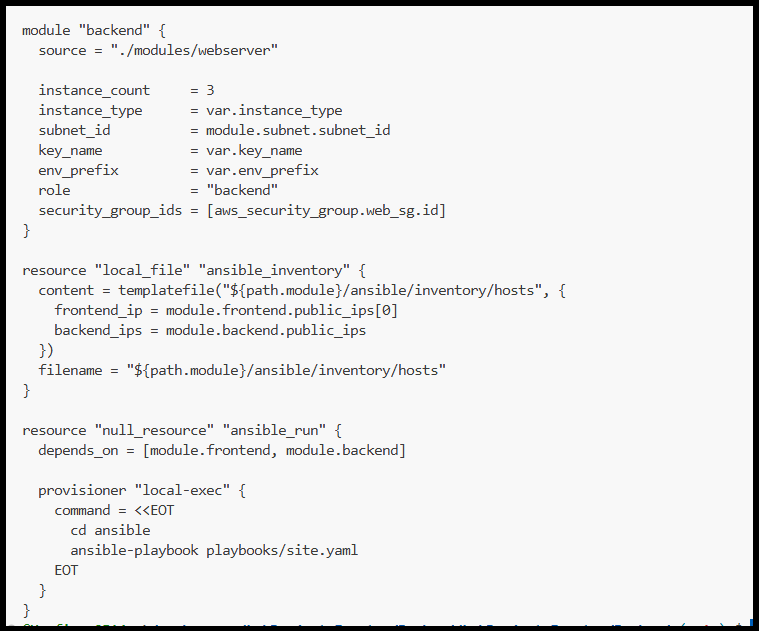 module "backend" {
  source = "./modules/webserver"

  instance_count     = 3
  instance_type      = var.instance_type
  subnet_id          = module.subnet.subnet_id
  key_name           = var.key_name
  env_prefix         = var.env_prefix
  role               = "backend"
  security_group_ids = [aws_security_group.web_sg.id]
}

resource "local_file" "ansible_inventory" {
  content = templatefile("${path.module}/ansible/inventory/hosts", {
    frontend_ip = module.frontend.public_ips[0]
    backend_ips = module.backend.public_ips
  })
  filename = "${path.module}/ansible/inventory/hosts"
}

resource "null_resource" "ansible_run" {
  depends_on = [module.frontend, module.backend]

  provisioner "local-exec" {
    command = <<EOT
      cd ansible
      ansible-playbook playbooks/site.yaml
    EOT
  }
}